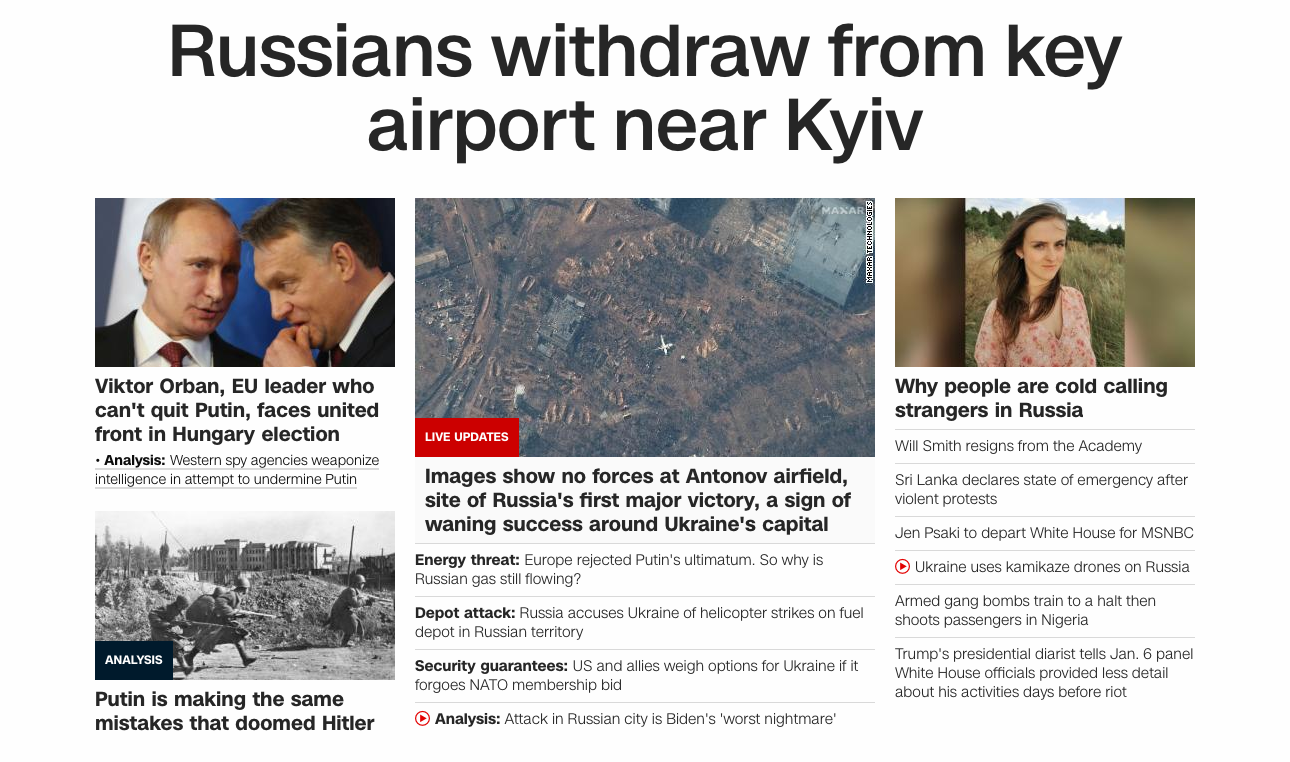 Russians withdraw from key
airport near Kyiv
Viktor Orban, EU leader who
can't quit Putin, faces united
front in Hungary election
• Analysis: Western spy agencies weaponize
intelligence in attempt to undermine Putin
ANALYSIS
Putin is making the same
mistakes that doomed Hitler
MAXAR
MAXAR TECHNOLOGIES
LIVE UPDATES
Images show no forces at Antonov airfield,
site of Russia's first major victory, a sign of
waning success around Ukraine's capital
Energy threat: Europe rejected Putin's ultimatum. So why is
Russian gas still flowing?
Depot attack: Russia accuses Ukraine of helicopter strikes on fuel
depot in Russian territory
Security guarantees: US and allies weigh options for Ukraine if it
forgoes NATO membership bid
Analysis: Attack in Russian city is Biden's 'worst nightmare'
Why people are cold calling
strangers in Russia
Will Smith resigns from the Academy
Sri Lanka declares state of emergency after
violent protests
Jen Psaki to depart White House for MSNBC
Ukraine uses kamikaze drones on Russia
Armed gang bombs train to a halt then
shoots passengers in Nigeria
Trump's presidential diarist tells Jan. 6 panel
White House officials provided less detail
about his activities days before riot